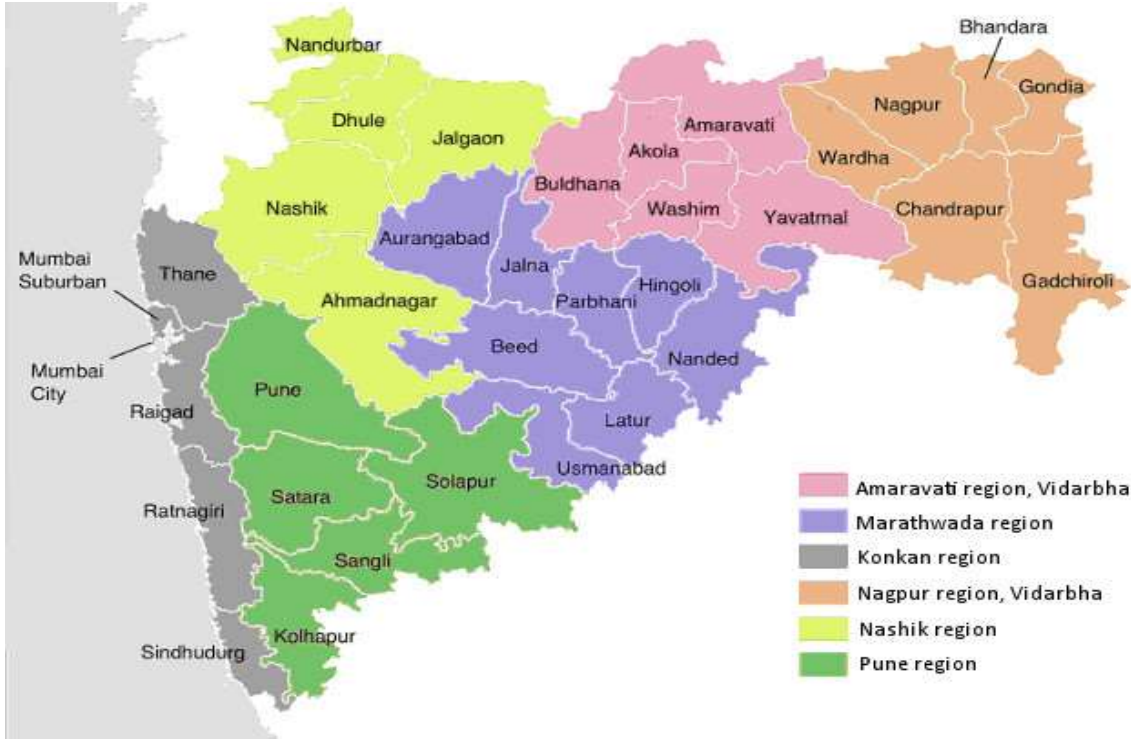 Nandurbar
Bhandara
Gondia
Nagpur
Dhule
Jalgaon
Amaravati
Akola
Wardha
Buldhana
Nashik
Washim
Yavatmal
Chandrapur
Aurangabad
Mumbai
Suburban
Thane
Jalna
Hingoli
Gadchiroli
Ahmadnagar
Parbhani
Beed
Nanded
Mumbai
City
Pune
Raigad
Latur
Usmanabad
Solapur
Satara
Ratnagiri
Sangli
Kolhapur
Sindhudurg
Amaravati region, Vidarbha
Marathwada region
Konkan region
Nagpur region, Vidarbha
Nashik region
Pune region